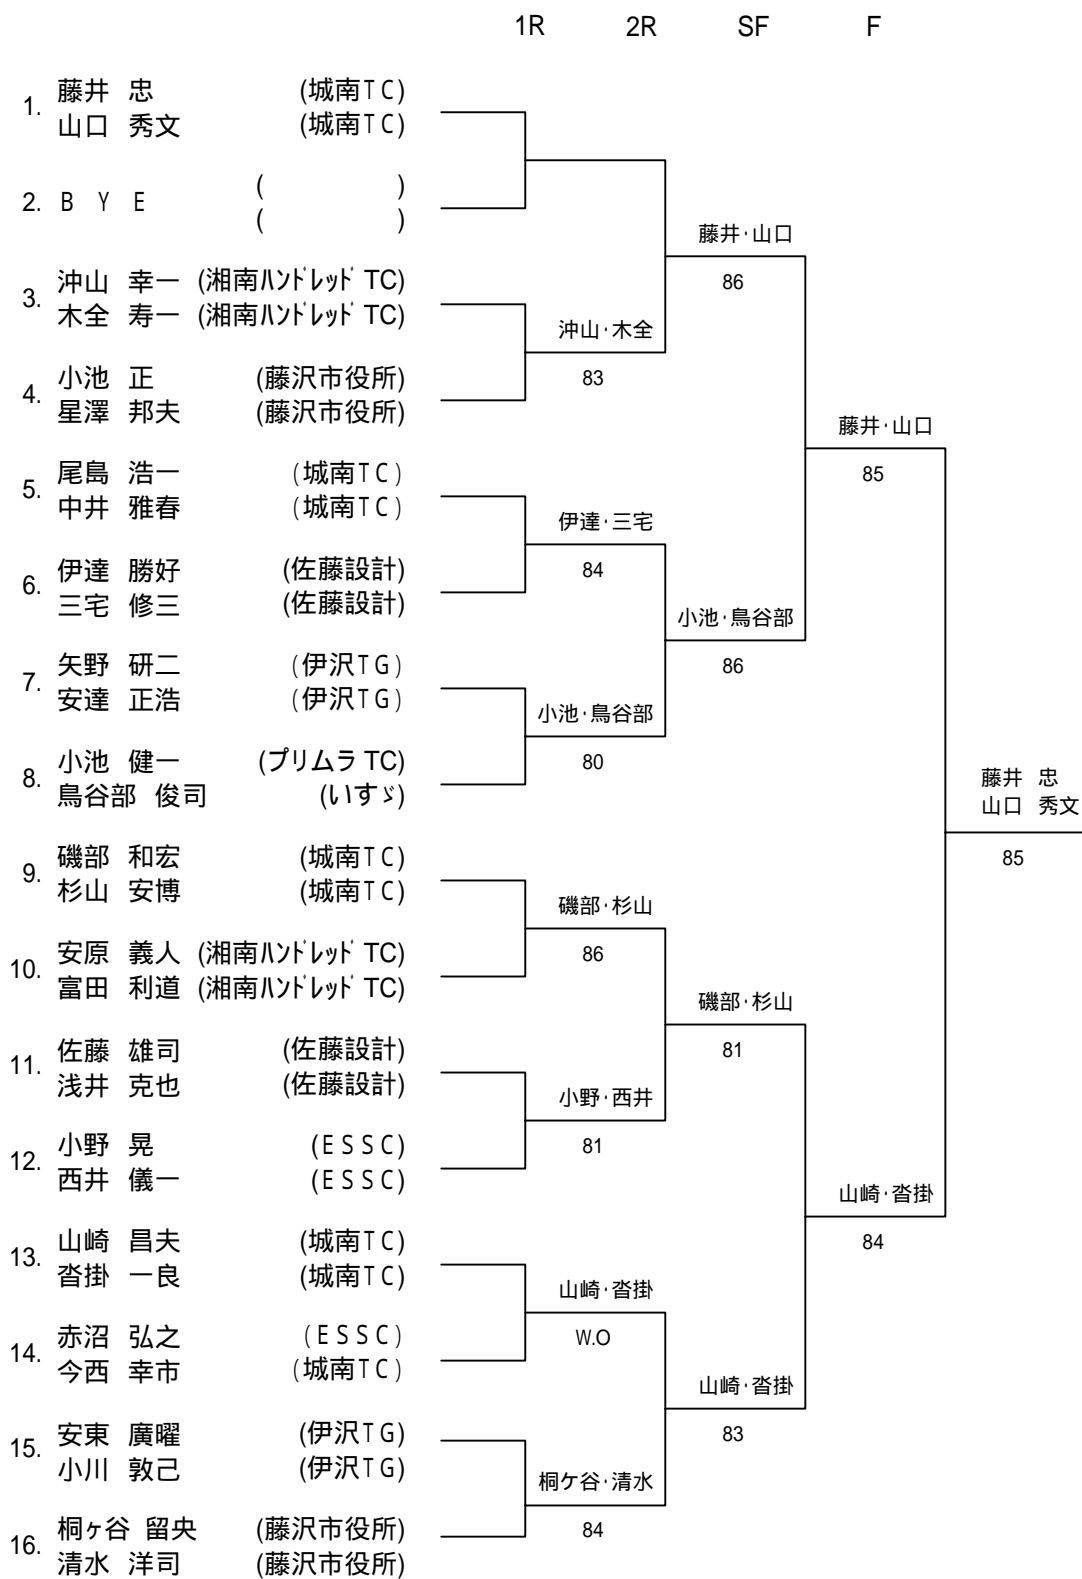 1R 2R SF F
1. 藤井 忠 (城南TC)
山口 秀文 (城南TC)
2. B Y E ( )
( )
藤井･山口
86
3. 沖山 幸一 (湘南ﾊﾝﾄﾞﾚｯﾄﾞ TC)
木全 寿一 (湘南ﾊﾝﾄﾞﾚｯﾄﾞ TC)
沖山･木全
83
4. 小池 正 (藤沢市役所)
星澤 邦夫 (藤沢市役所)
藤井･山口
85
5. 尾島 浩一 (城南TC)
中井 雅春 (城南TC)
伊達･三宅
84
6. 伊達 勝好 (佐藤設計)
三宅 修三 (佐藤設計)
小池･鳥谷部
86
7. 矢野 研二 (伊沢TG)
安達 正浩 (伊沢TG)
小池･鳥谷部
80
8. 小池 健一 (プリムラ TC)
鳥谷部 俊司 (いすゞ)
藤井 忠
山口 秀文
85
9. 磯部 和宏 (城南TC)
杉山 安博 (城南TC)
磯部･杉山
86
10. 安原 義人 (湘南ﾊﾝﾄﾞﾚｯﾄﾞ TC)
富田 利道 (湘南ﾊﾝﾄﾞﾚｯﾄﾞ TC)
磯部･杉山
81
11. 佐藤 雄司 (佐藤設計)
浅井 克也 (佐藤設計)
小野･西井
81
12. 小野 晃 (ESSC)
西井 儀一 (ESSC)
山崎･沓掛
84
13. 山崎 昌夫 (城南TC)
沓掛 一良 (城南TC)
山崎･沓掛
W.O
14. 赤沼 弘之 (ESSC)
今西 幸市 (城南TC)
山崎･沓掛
83
15. 安東 廣曜 (伊沢TG)
小川 敦己 (伊沢TG)
桐ケ谷･清水
84
16. 桐ヶ谷 留央 (藤沢市役所)
清水 洋司 (藤沢市役所)